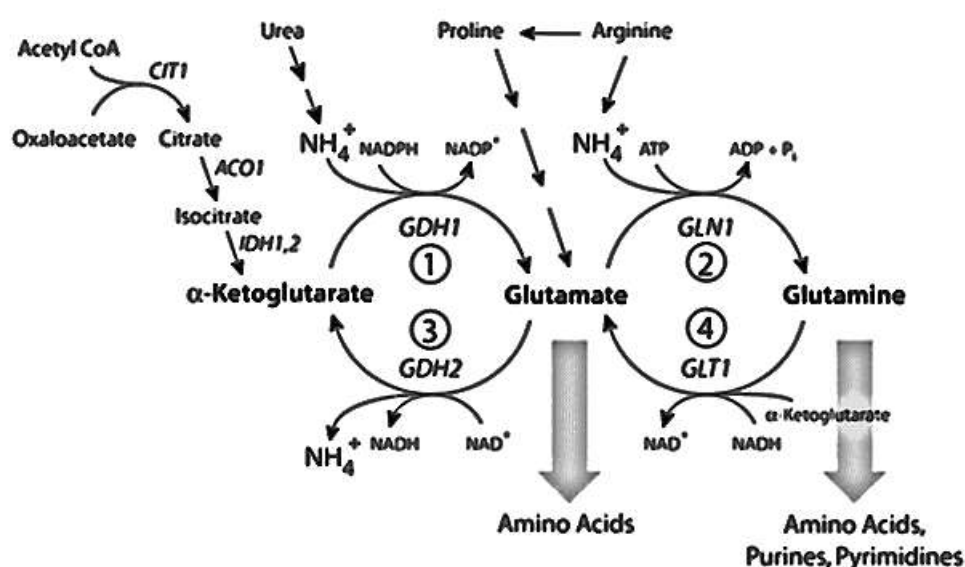 Urea
Proline
Arginine
Acetyl CoA
CIT1
Oxaloacetate
Citrate
NH4+
NADPH
NADP+
NH4+
ATP
ADP + Pi
ACO1
Isocitrate
IDH1,2
GDH1
GLN1
1
2
α-Ketoglutarate
Glutamate
Glutamine
3
4
GDH2
GLT1
α-Ketoglutarate
NH4+
NADH
NAD+
NAD+
NADH
Amino Acids
Amino Acids,
Purines, Pyrimidines